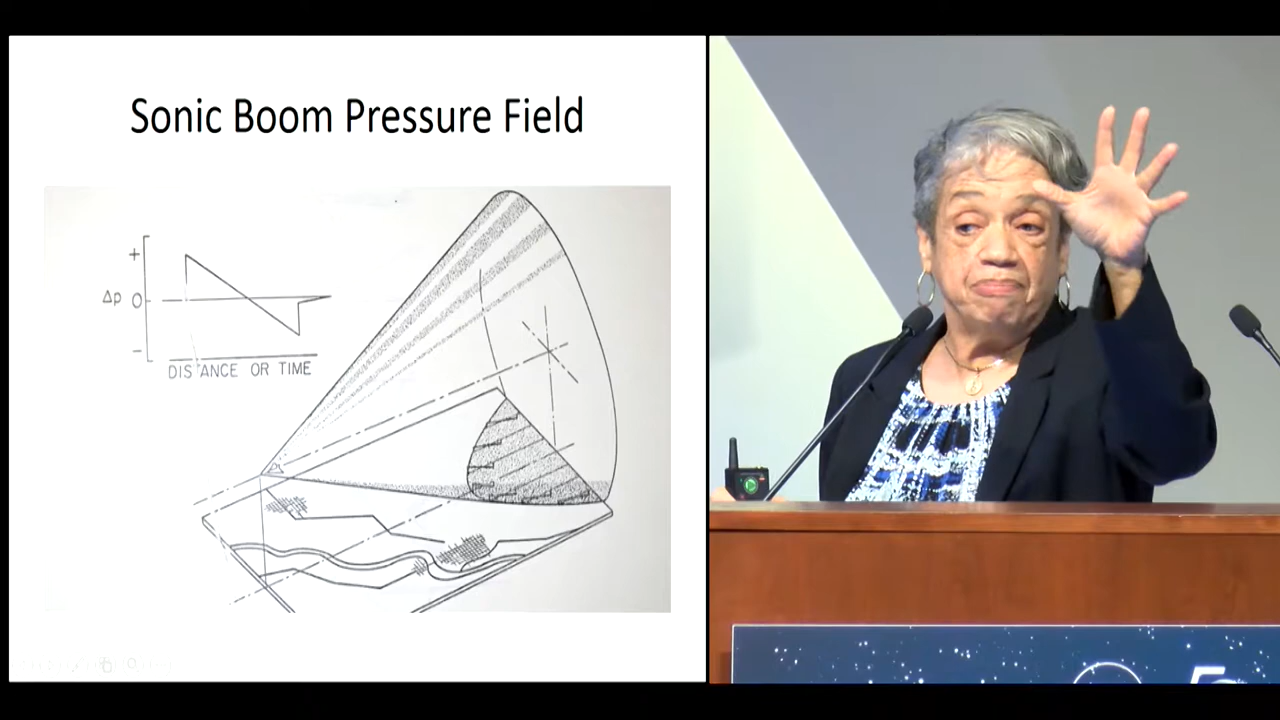 Sonic Boom Pressure Field
+
Δp 0
−
DISTANCE OR TIME